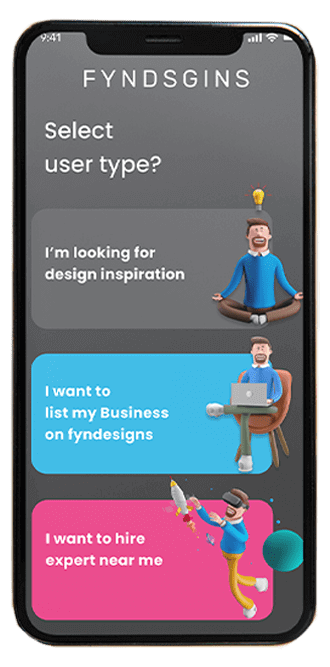 9:41
FYNDSGINS
Select
user type?
I'm looking for
design inspiration
I want to
list my Business
on fyndesigns
I want to hire
expert near me